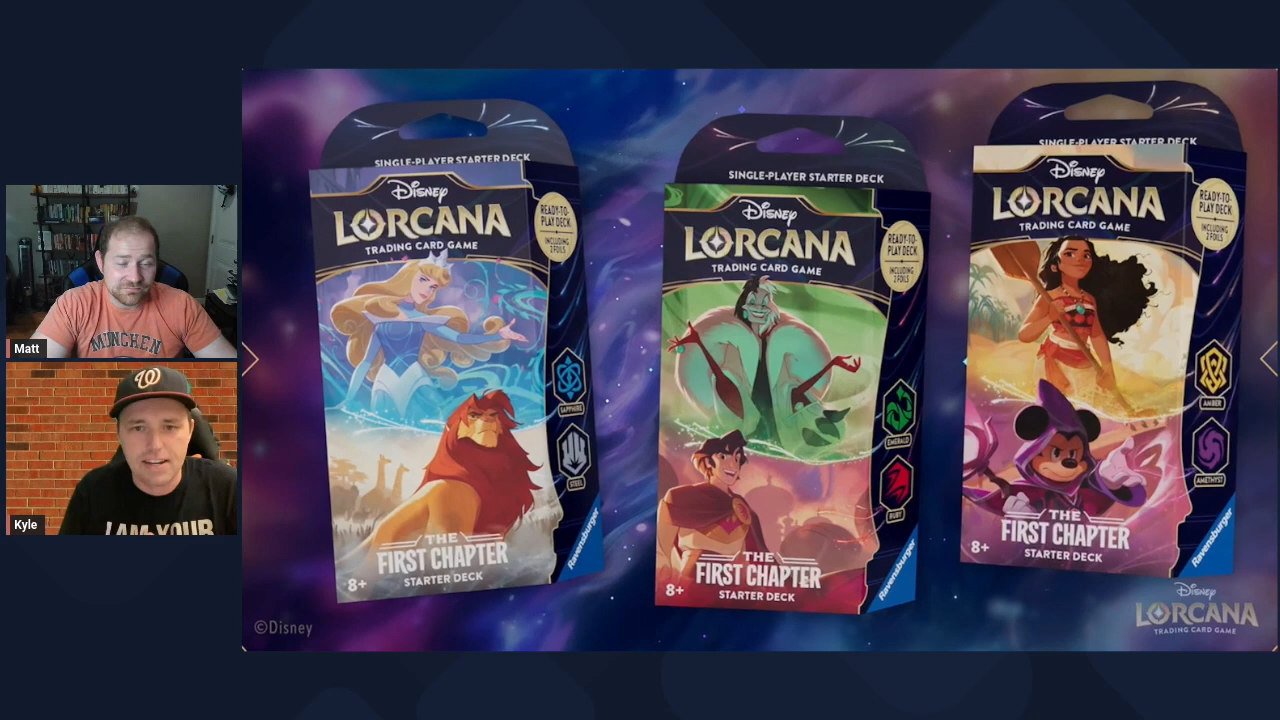 MÜNCHEN
Matt
W
I AM YOUR
Kyle
SINGLE-PLAYER STARTER DECK
Disney
LORCANA
TRADING CARD GAME
READY-TO-
PLAY DECK
INCLUDING
2 FOILS
SAPPHIRE
STEEL
THE
FIRST CHAPTER
STARTER DECK
8+
Ravensburger
SINGLE-PLAYER STARTER DECK
Disney
LORCANA
TRADING CARD GAME
READY-TO-
PLAY DECK
INCLUDING
2 FOILS
EMERALD
RUBY
THE
FIRST CHAPTER
STARTER DECK
8+
Ravensburger
SINGLE-PLAYER STARTER DECK
Disney
LORCANA
TRADING CARD GAME
READY-TO-
PLAY DECK
INCLUDING
2 FOILS
AMBER
AMETHYST
THE
FIRST CHAPTER
STARTER DECK
8+
Ravensburger
©Disney
Disney
LORCANA
TRADING CARD GAME